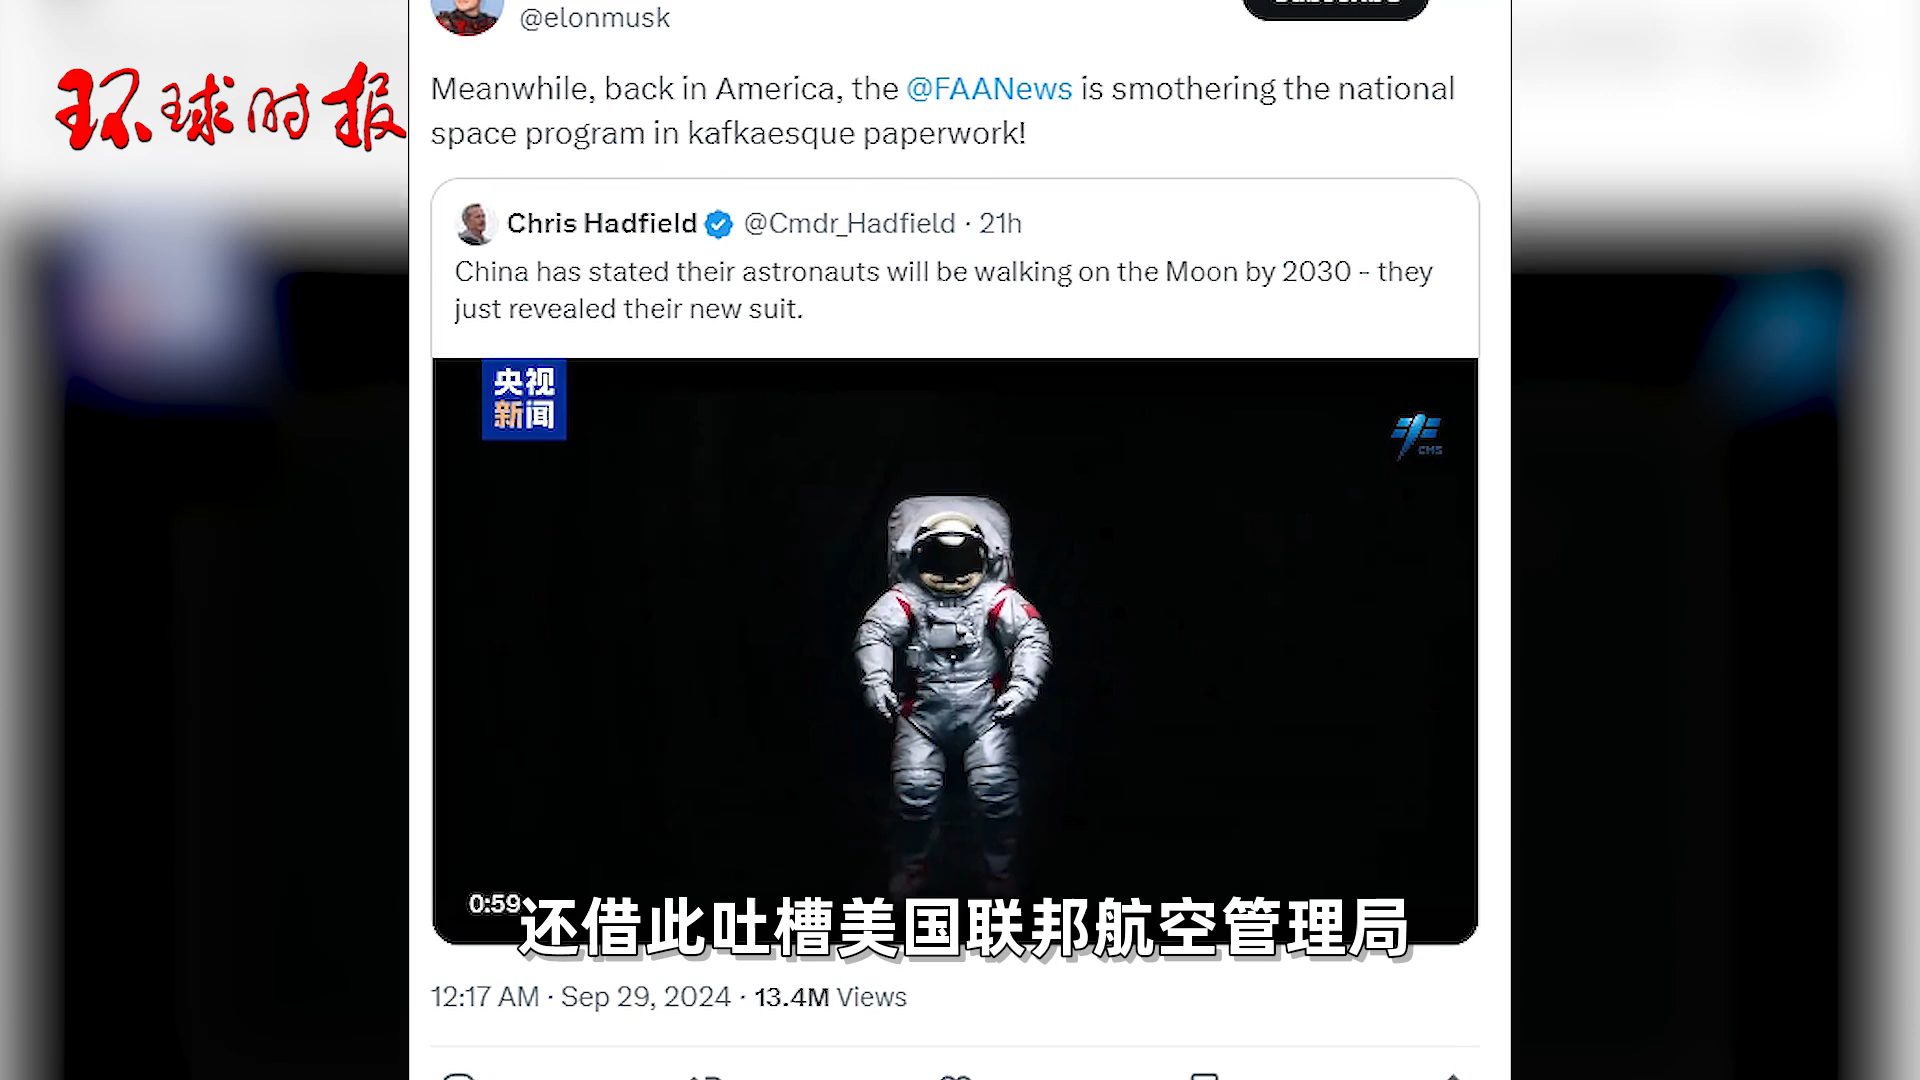 @elonmusk
环球时报
Meanwhile, back in America, the @FAANews is smothering the national
space program in kafkaesque paperwork!
Chris Hadfield @Cmdr_Hadfield · 21h
China has stated their astronauts will be walking on the Moon by 2030 - they
just revealed their new suit.
央视
新闻
CMS
0:59
还借此吐槽美国联邦航空管理局
12:17 AM · Sep 29, 2024 · 13.4M Views